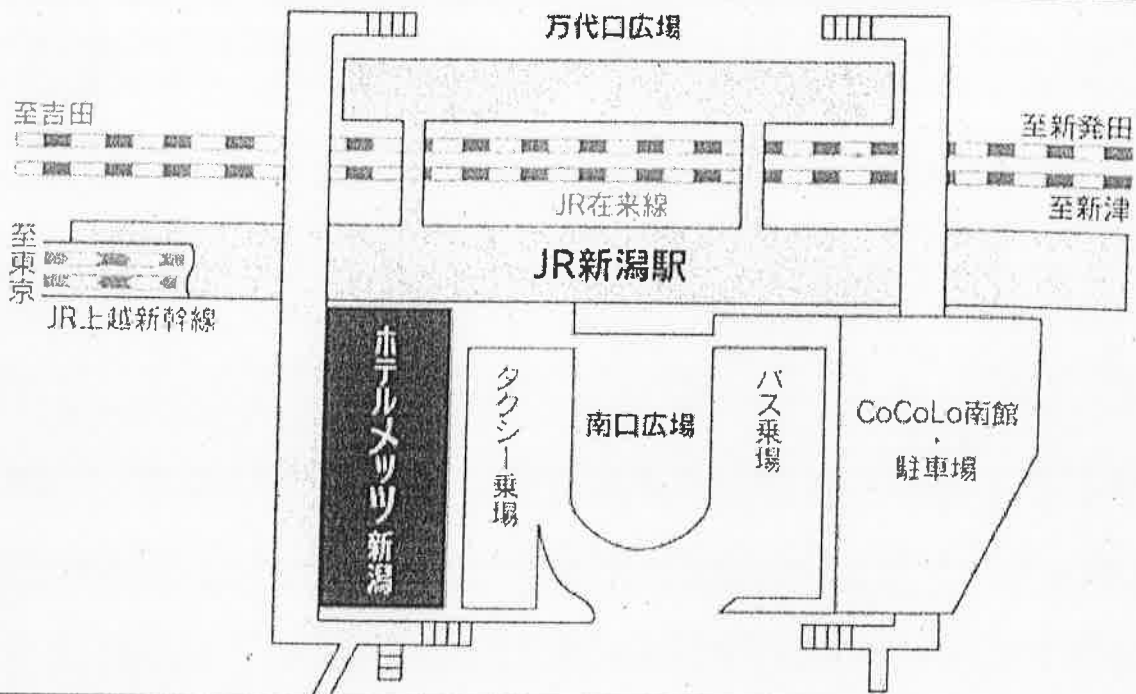 万代口広場
至吉田
至新発田
JR在来線
至新津
至東京
JR新潟駅
JR上越新幹線
ホテルメッツ新潟
タクシー乗場
南口広場
バス乗場
CoCoLo南館
・
駐車場